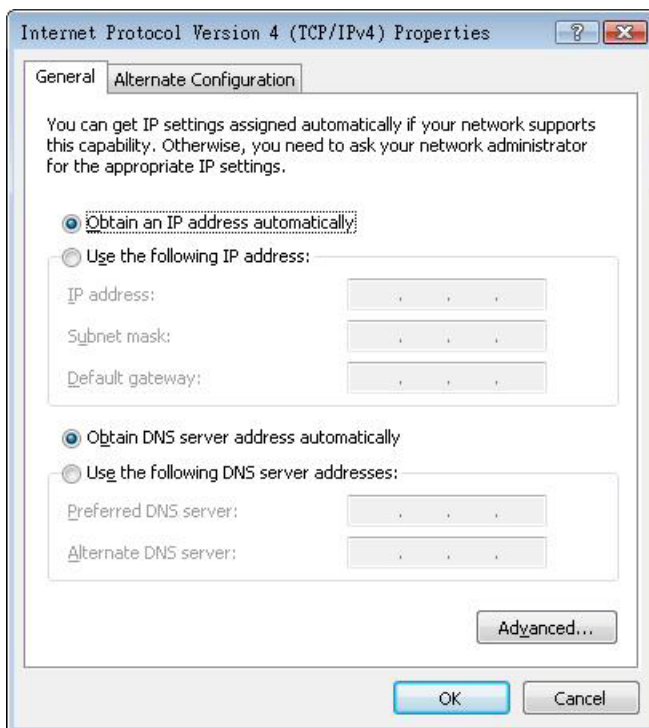 Internet Protocol Version 4 (TCP/IPv4) Properties
General
Alternate Configuration
You can get IP settings assigned automatically if your network supports
this capability. Otherwise, you need to ask your network administrator
for the appropriate IP settings.
Obtain an IP address automatically
Use the following IP address:
IP address:
Subnet mask:
Default gateway:
Obtain DNS server address automatically
Use the following DNS server addresses:
Preferred DNS server:
Alternate DNS server:
Advanced...
OK
Cancel